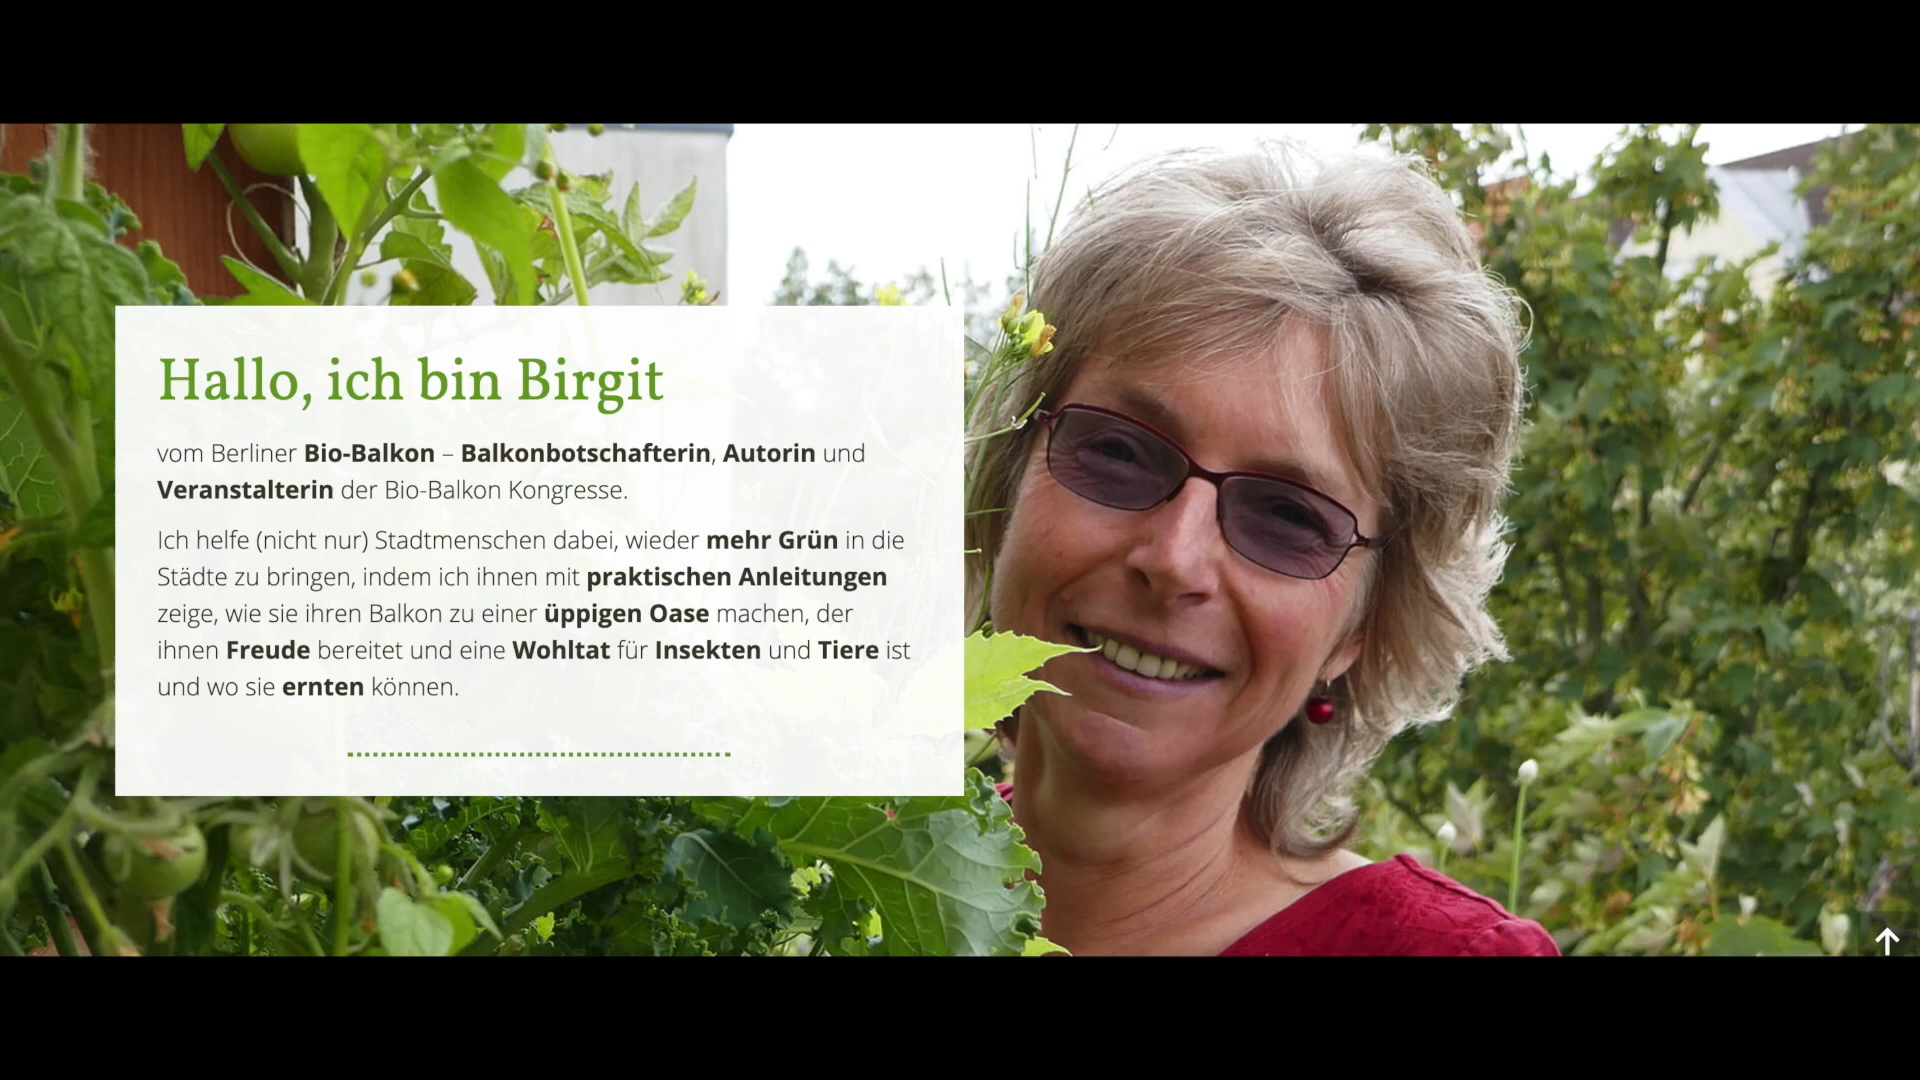 Hallo, ich bin Birgit
vom Berliner Bio-Balkon – Balkonbotschafterin, Autorin und
Veranstalterin der Bio-Balkon Kongresse.
Ich helfe (nicht nur) Stadtmenschen dabei, wieder mehr Grün in die
Städte zu bringen, indem ich ihnen mit praktischen Anleitungen
zeige, wie sie ihren Balkon zu einer üppigen Oase machen, der
ihnen Freude bereitet und eine Wohltat für Insekten und Tiere ist
und wo sie ernten können.